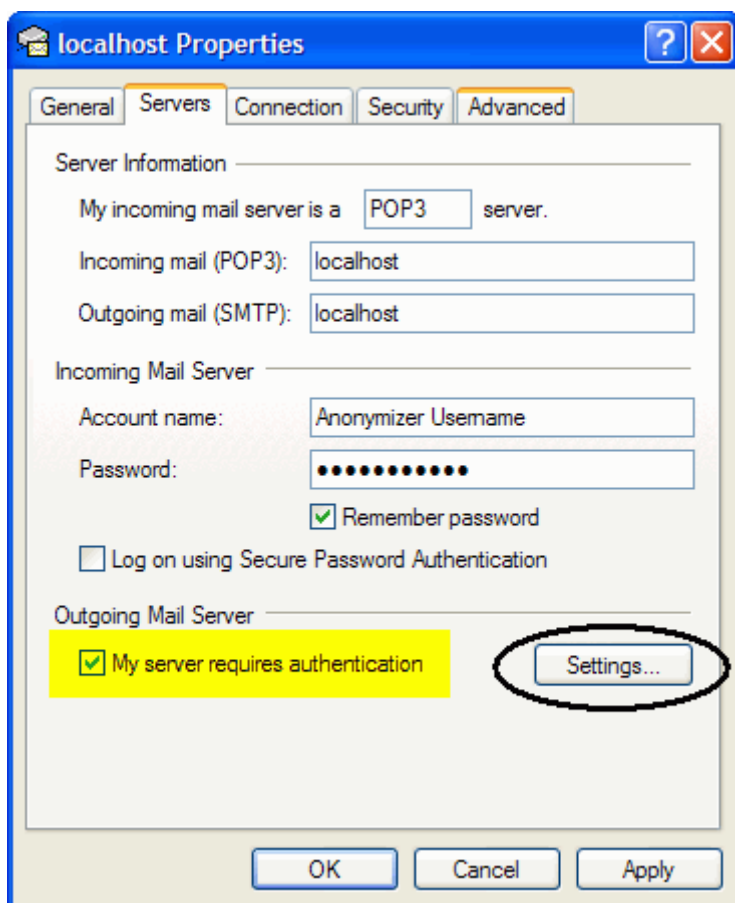 localhost Properties
General Servers Connection Security Advanced
Server Information
My incoming mail server is a POP3 server.
Incoming mail (POP3): localhost
Outgoing mail (SMTP): localhost
Incoming Mail Server
Account name: Anonymizer Username
Password: ●●●●●●●●●●●
Remember password
Log on using Secure Password Authentication
Outgoing Mail Server
My server requires authentication Settings...
OK Cancel Apply